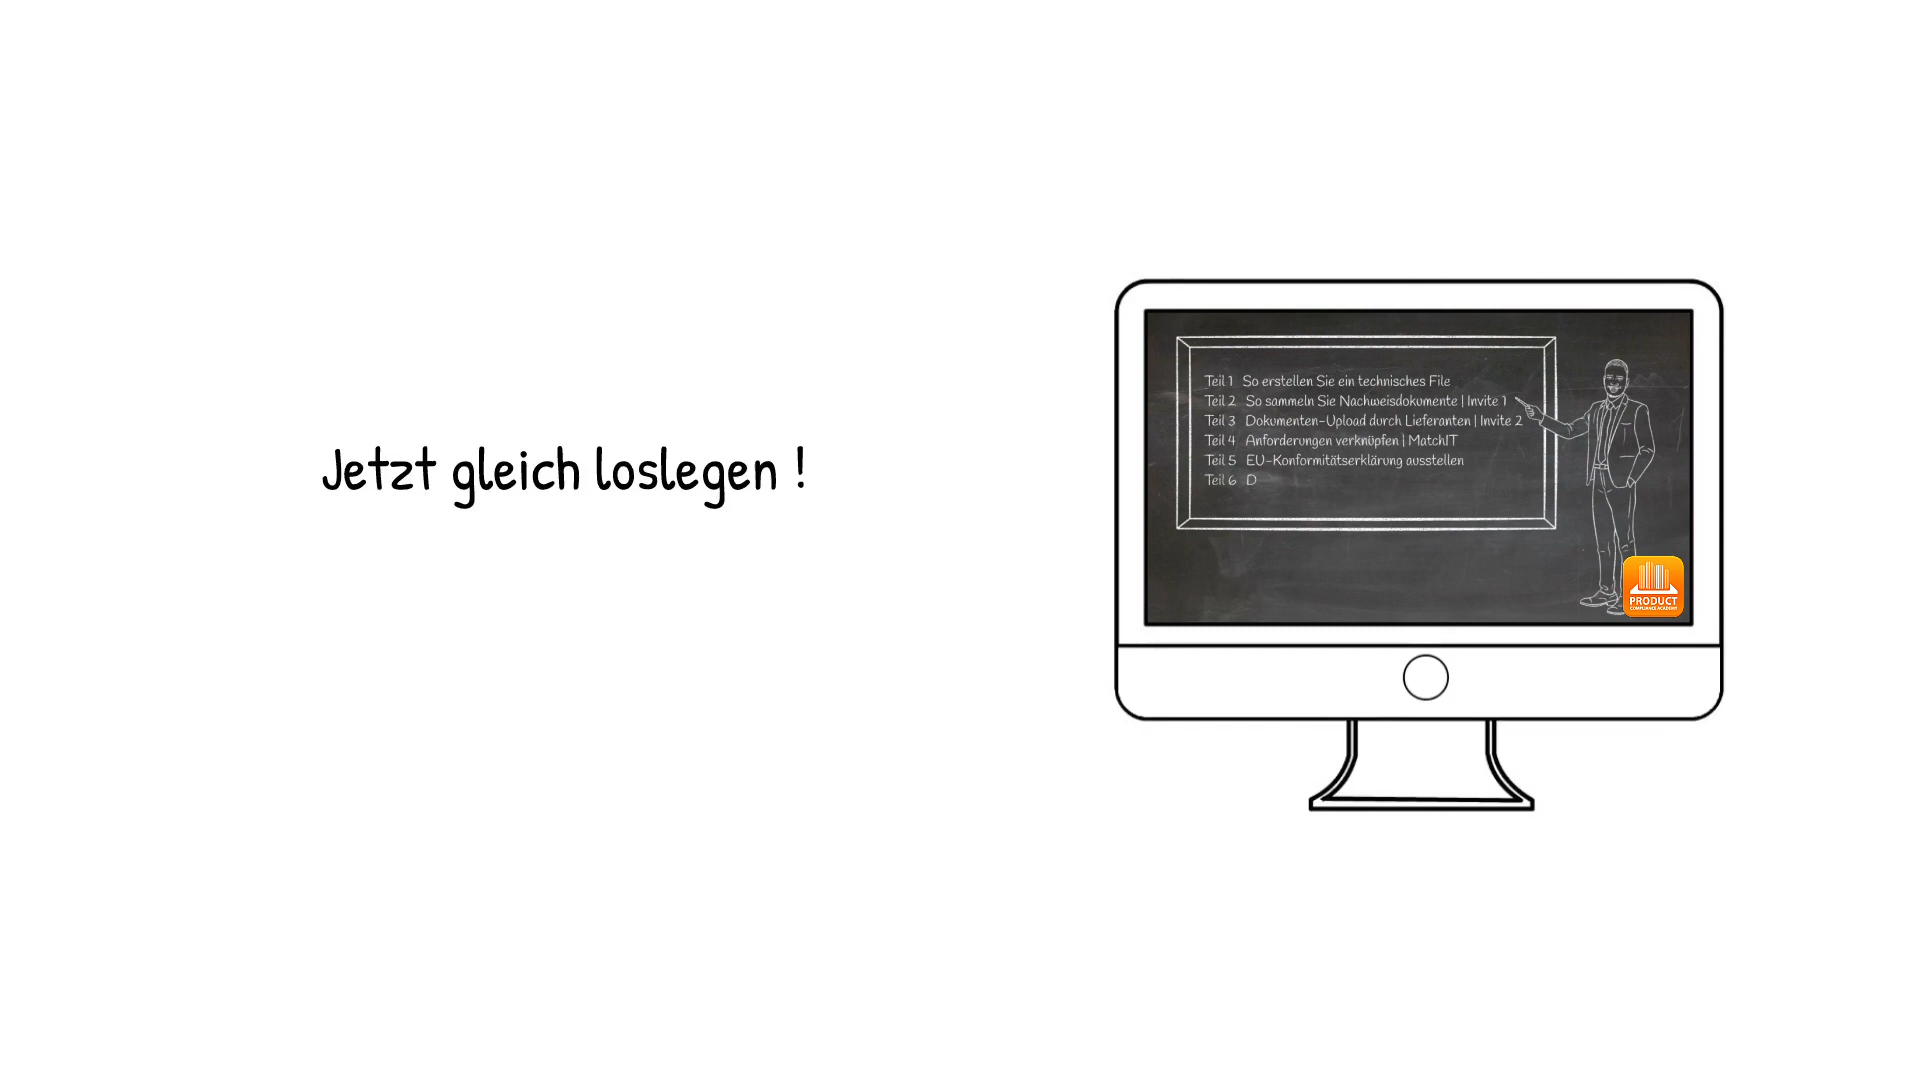 Jetzt gleich loslegen !
Teil 1 So erstellen Sie ein technisches File
Teil 2 So sammeln Sie Nachweisdokumente | Invite 1
Teil 3 Dokumenten-Upload durch Lieferanten | Invite 2
Teil 4 Anforderungen verknüpfen | MatchIT
Teil 5 EU-Konformitätserklärung ausstellen
Teil 6 D
PRODUCT
COMPLIANCE ACADEMY